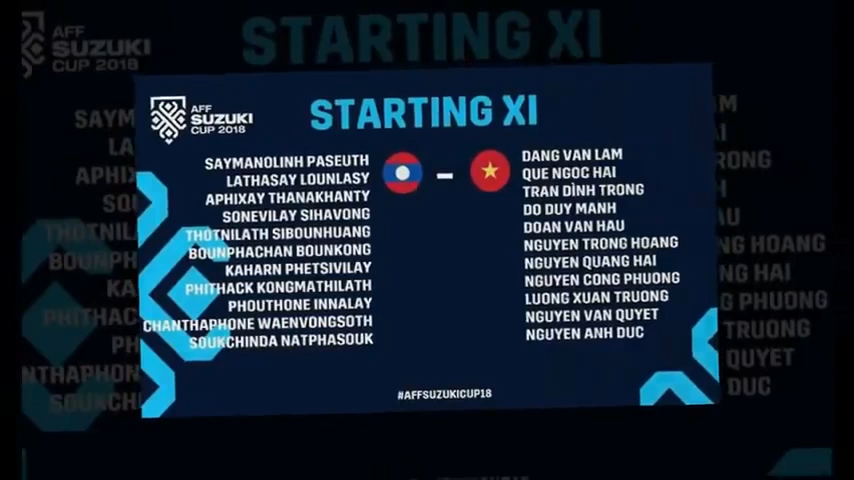 AFF
SUZUKI
CUP 2018
STARTING XI
SAYMANOLINH PASEUTH
LATHASAY LOUNLASY
APHIXAY THANAKHANTY
SONEVILAY SIHAVONG
THOTNILATH SIBOUNHUANG
BOUNPHACHAN BOUNKONG
KAHARN PHETSIVILAY
PHITHACK KONGMATHILATH
PHOUTHONE INNALAY
CHANTHAPHONE WAENVONGSOTH
SOUKCHINDA NATPHASOUK
-
DANG VAN LAM
QUE NGOC HAI
TRAN DÌNH TRONG
DO DUY MANH
DOAN VAN HAU
NGUYEN TRONG HOANG
NGUYEN QUANG HAI
NGUYEN CONG PHUONG
LUONG XUAN TRUONG
NGUYEN VAN QUYET
NGUYEN ANH DUC
#AFFSUZUKICUP18